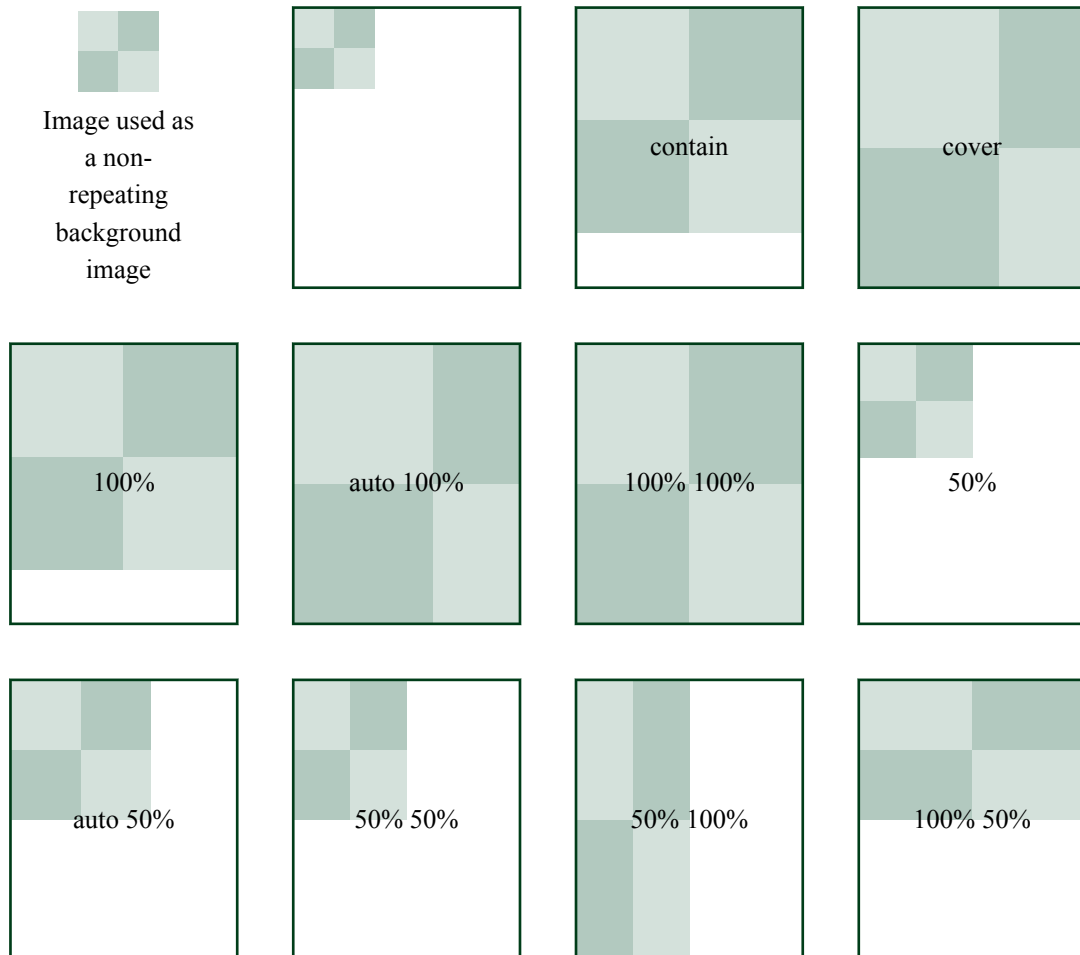 Image used as
a non-
repeating
background
image
contain
cover
100%
auto 100%
100% 100%
50%
auto 50%
50% 50%
50% 100%
100% 50%